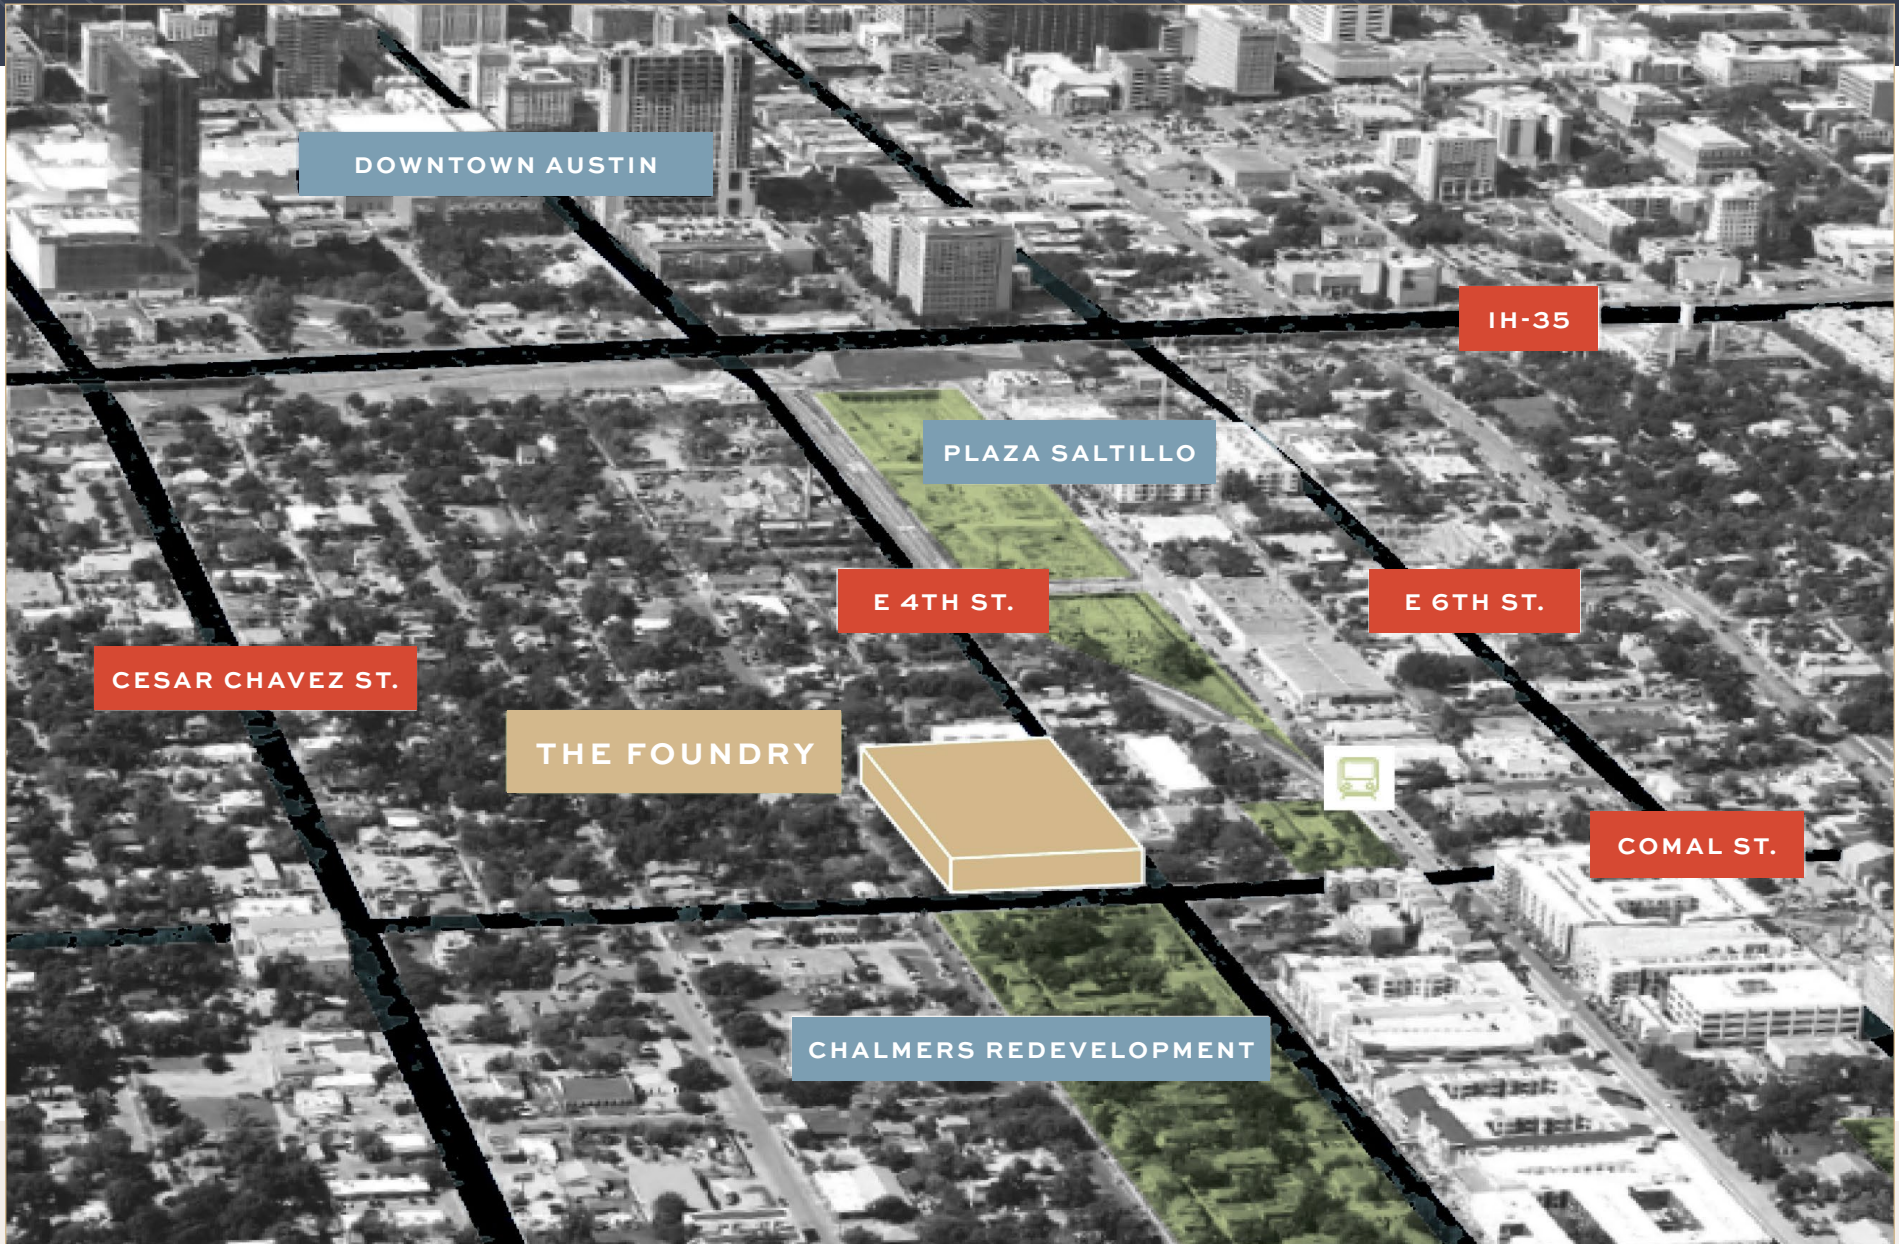 DOWNTOWN AUSTIN
IH-35
PLAZA SALTILLO
E 4TH ST.
E 6TH ST.
CESAR CHAVEZ ST.
THE FOUNDRY
COMAL ST.
CHALMERS REDEVELOPMENT